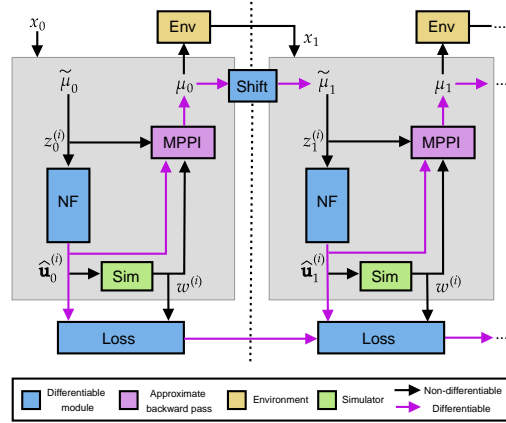 x₀ Env x₁ Env
μ̃₀ μ₀ Shift μ̃₁ μ₁ ...
z₀⁽ⁱ⁾ MPPI z₁⁽ⁱ⁾ MPPI
NF NF
û₀⁽ⁱ⁾ Sim w⁽ⁱ⁾ û₁⁽ⁱ⁾ Sim w⁽ⁱ⁾
Loss Loss ...
Differentiable module
Approximate backward pass
Environment
Simulator
Non-differentiable
Differentiable